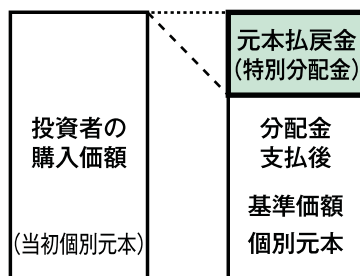 元本払戻金
（特別分配金）
投資者の
購入価額
（当初個別元本）
分配金
支払後
基準価額
個別元本